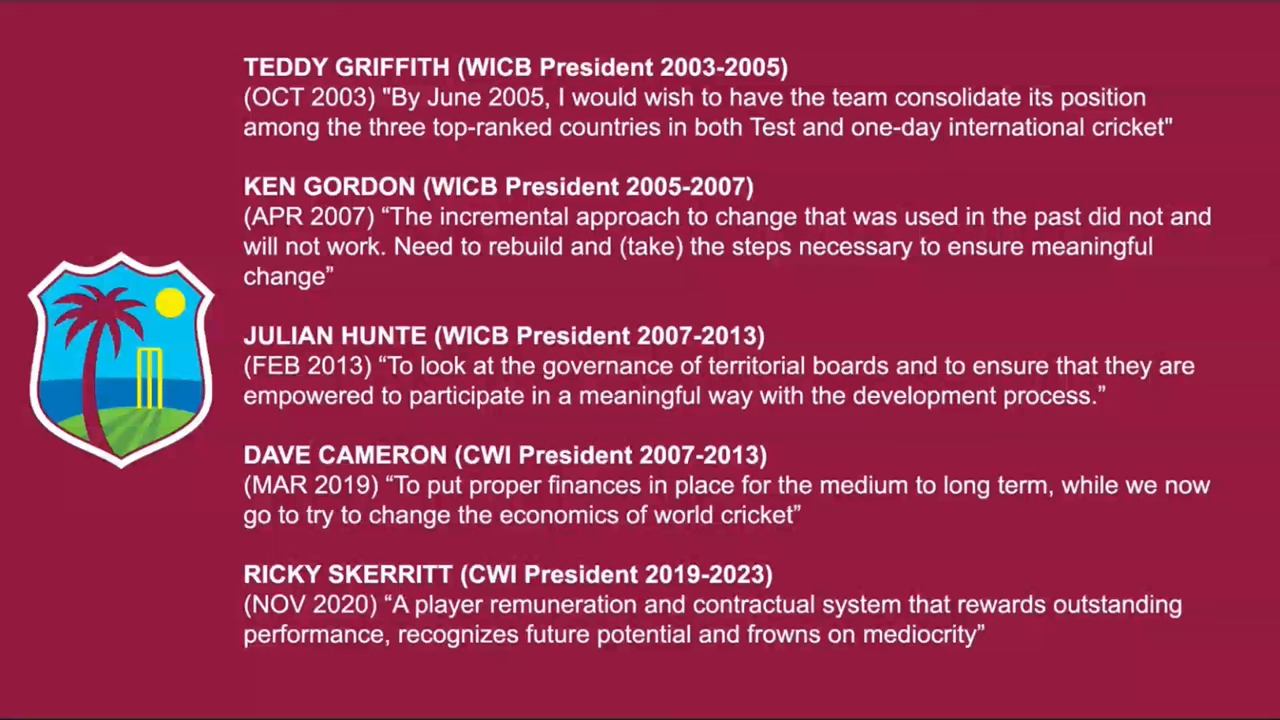 TEDDY GRIFFITH (WICB President 2003-2005)
(OCT 2003) "By June 2005, I would wish to have the team consolidate its position
among the three top-ranked countries in both Test and one-day international cricket"
KEN GORDON (WICB President 2005-2007)
(APR 2007) “The incremental approach to change that was used in the past did not and
will not work. Need to rebuild and (take) the steps necessary to ensure meaningful
change”
JULIAN HUNTE (WICB President 2007-2013)
(FEB 2013) “To look at the governance of territorial boards and to ensure that they are
empowered to participate in a meaningful way with the development process.”
DAVE CAMERON (CWI President 2007-2013)
(MAR 2019) “To put proper finances in place for the medium to long term, while we now
go to try to change the economics of world cricket”
RICKY SKERRITT (CWI President 2019-2023)
(NOV 2020) “A player remuneration and contractual system that rewards outstanding
performance, recognizes future potential and frowns on mediocrity”